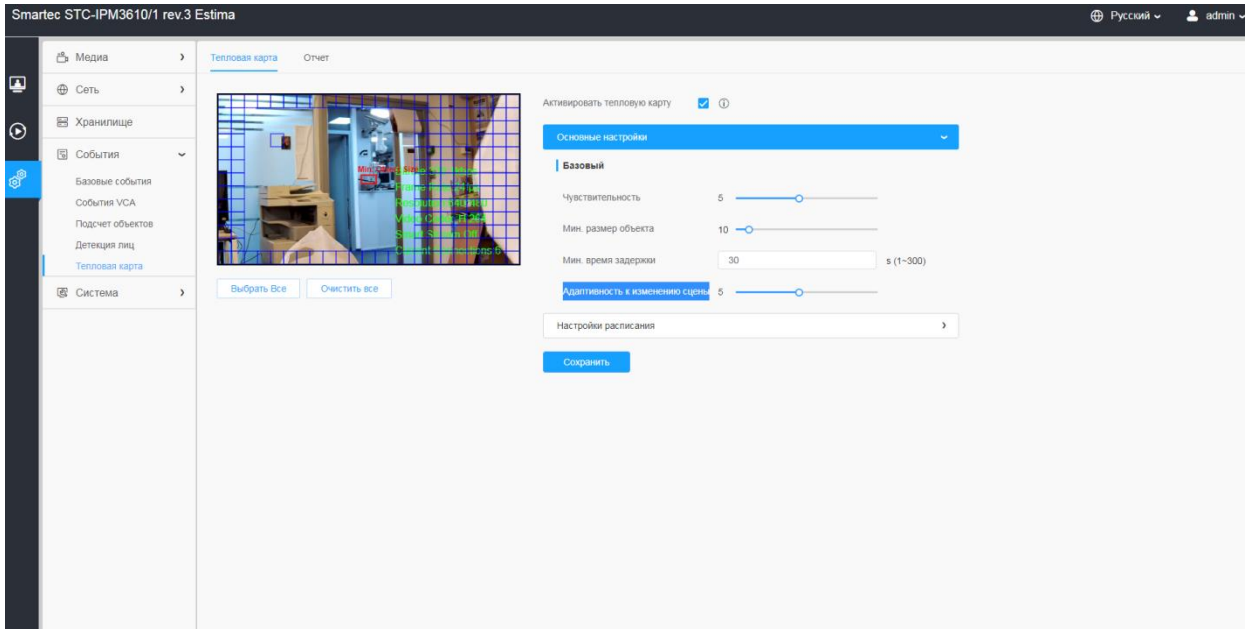 Smartec STC-IPM3610/1 rev.3 Estima
Русский
admin
Медиа
Сеть
Хранилище
События
Базовые события
События VCA
Подсчет объектов
Детекция лиц
Тепловая карта
Система
Тепловая карта Отчет
Выбрать Все Очистить все
Активировать тепловую карту
Основные настройки
Базовый
Чувствительность 5
Мин. размер объекта 10
Мин. время задержки 30 s (1~300)
Адаптивность к изменению сцены 5
Настройки расписания
Сохранить